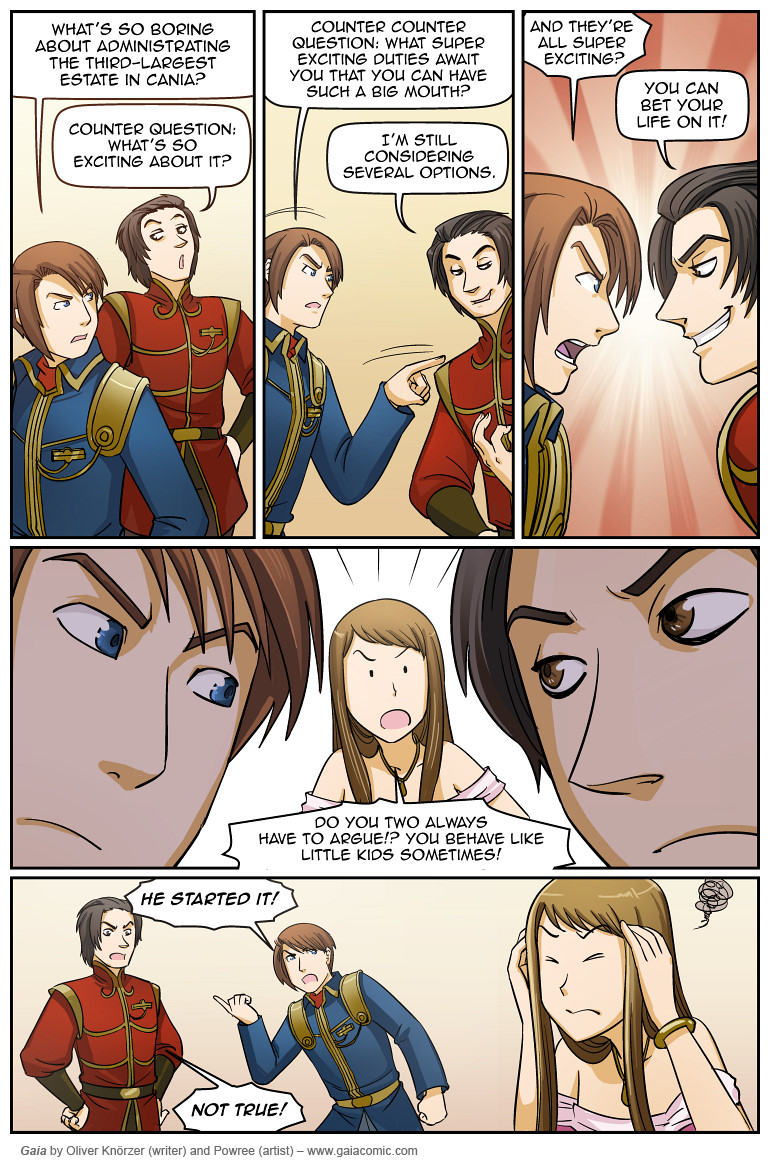 WHAT'S SO BORING
ABOUT ADMINISTRATING
THE THIRD-LARGEST
ESTATE IN CANIA?
COUNTER QUESTION:
WHAT'S SO
EXCITING ABOUT IT?
COUNTER COUNTER
QUESTION: WHAT SUPER
EXCITING DUTIES AWAIT
YOU THAT YOU CAN HAVE
SUCH A BIG MOUTH?
I'M STILL
CONSIDERING
SEVERAL OPTIONS.
AND THEY'RE
ALL SUPER
EXCITING?
YOU CAN
BET YOUR
LIFE ON IT!
DO YOU TWO ALWAYS
HAVE TO ARGUE!? YOU BEHAVE LIKE
LITTLE KIDS SOMETIMES!
HE STARTED IT!
NOT TRUE!
Gaia by Oliver Knörzer (writer) and Powree (artist) – www.gaiacomic.com